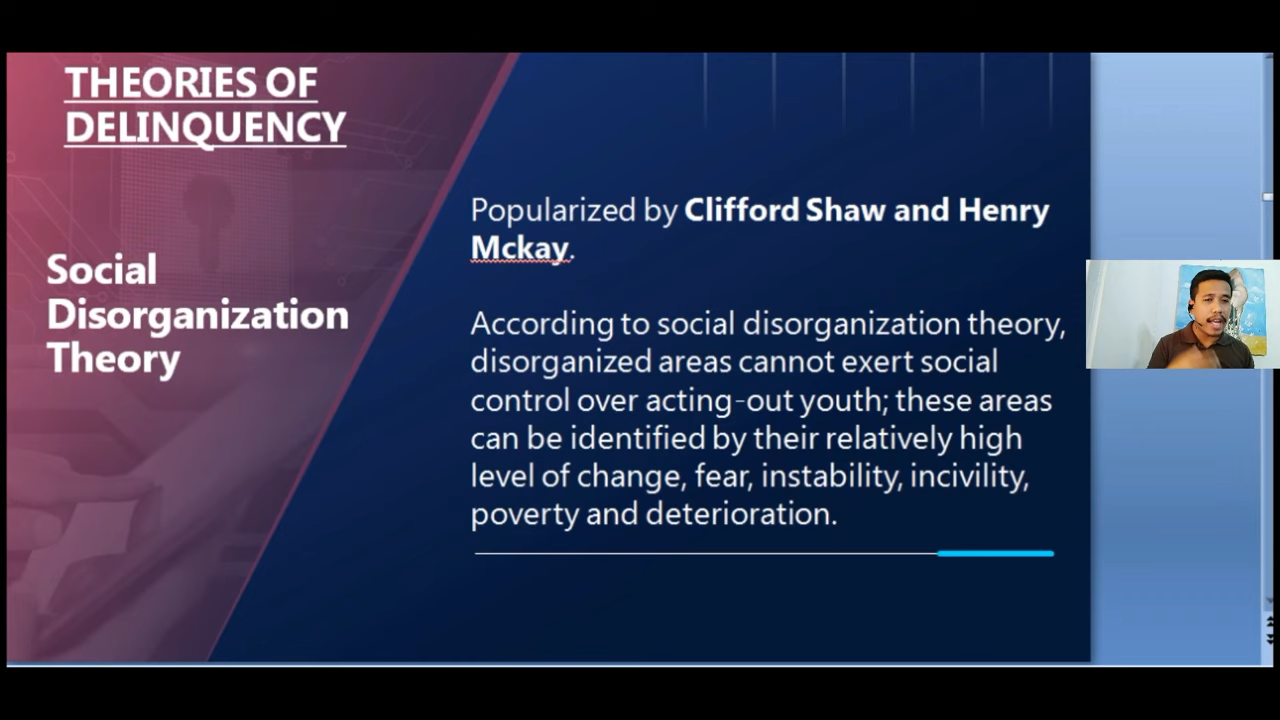 THEORIES OF
DELINQUENCY
Social
Disorganization
Theory
Popularized by Clifford Shaw and Henry
Mckay.
According to social disorganization theory,
disorganized areas cannot exert social
control over acting-out youth; these areas
can be identified by their relatively high
level of change, fear, instability, incivility,
poverty and deterioration.